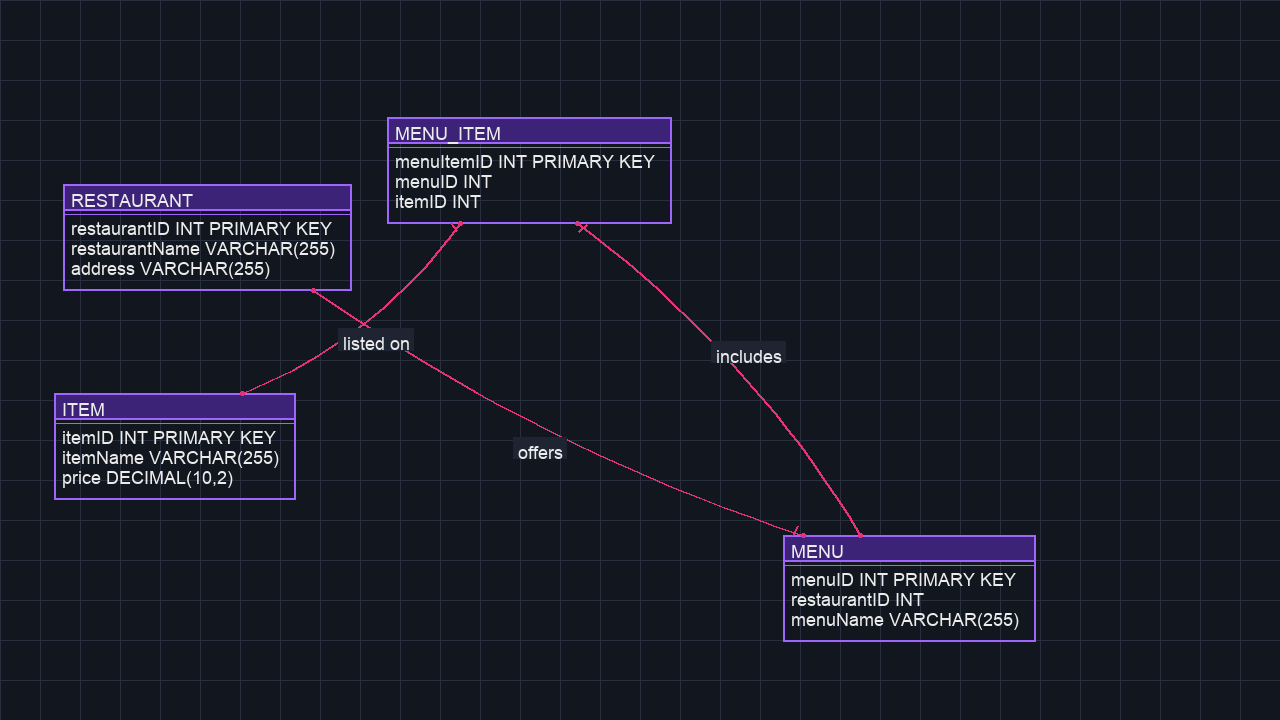 MENU_ITEM
menuItemID INT PRIMARY KEY
menuID INT
itemID INT
RESTAURANT
restaurantID INT PRIMARY KEY
restaurantName VARCHAR(255)
address VARCHAR(255)
listed on
includes
ITEM
itemID INT PRIMARY KEY
itemName VARCHAR(255)
price DECIMAL(10,2)
offers
MENU
menuID INT PRIMARY KEY
restaurantID INT
menuName VARCHAR(255)